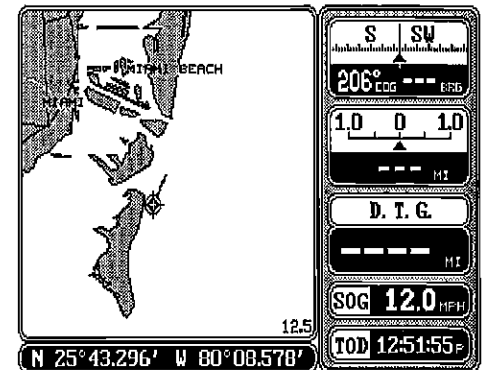 MIAMI BEACH
MIAMI
12.5
N 25°43.296' W 80°08.578'
S SW
206° COG --- BRG
1.0 0 1.0
--- MI
D. T. G.
---- MI
SOG 12.0 MPH
TOD 12:51:55P